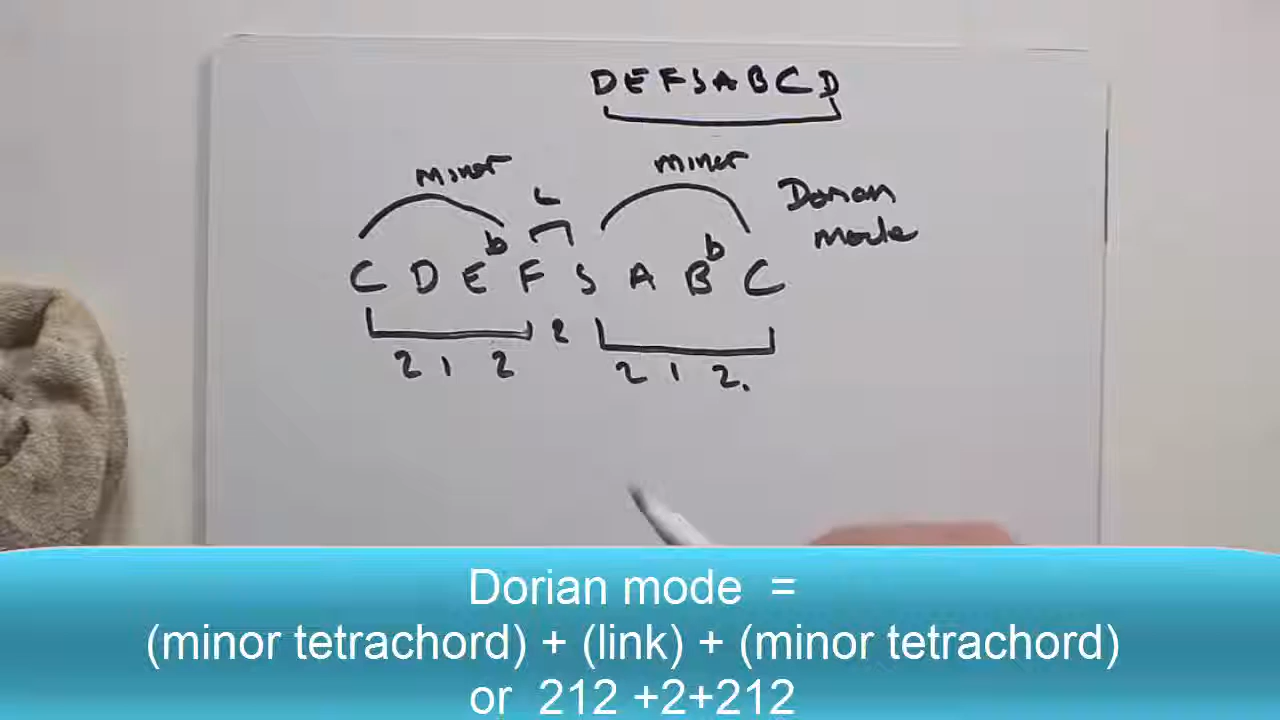 DEFGABCD
minor L minor Dorian
mode
C D E♭ F G A B♭ C
2 1 2 2 2 1 2.
Dorian mode =
(minor tetrachord) + (link) + (minor tetrachord)
or 212 +2+212